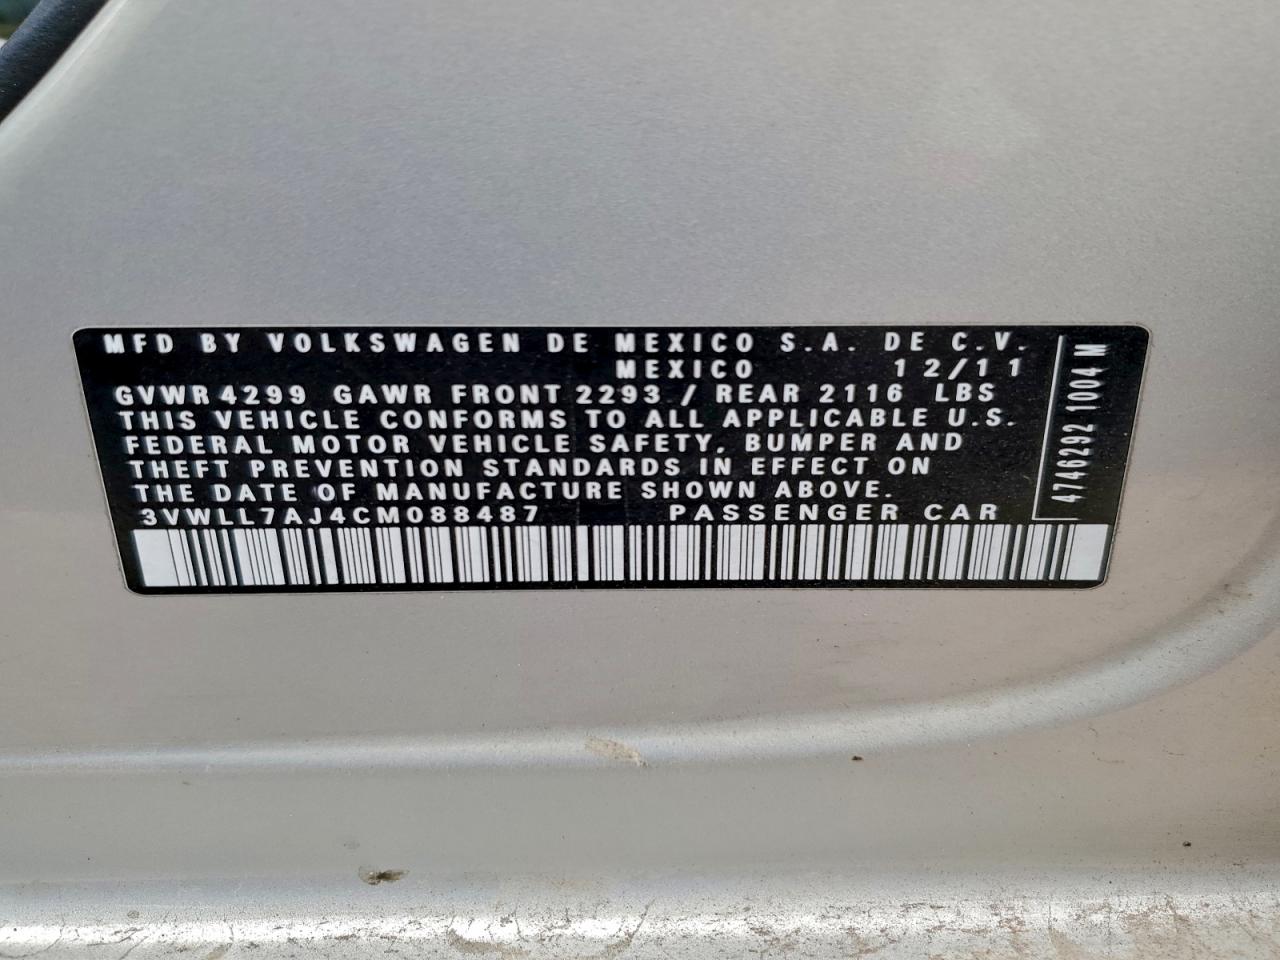 MFD BY VOLKSWAGEN DE MEXICO S.A. DE C.V.
MEXICO 12/11
GVWR 4299 GAWR FRONT 2293 / REAR 2116 LBS
THIS VEHICLE CONFORMS TO ALL APPLICABLE U.S.
FEDERAL MOTOR VEHICLE SAFETY, BUMPER AND
THEFT PREVENTION STANDARDS IN EFFECT ON
THE DATE OF MANUFACTURE SHOWN ABOVE.
3VWLL7AJ4CM088487 PASSENGER CAR
4746292 1004 M